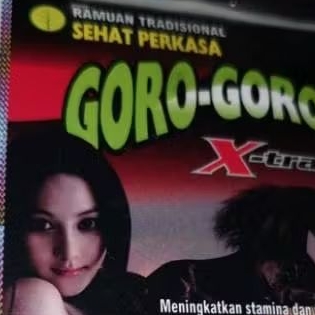 RAMUAN TRADISIONAL
SEHAT PERKASA
GORO-GORO
X-tra
Meningkatkan stamina dan